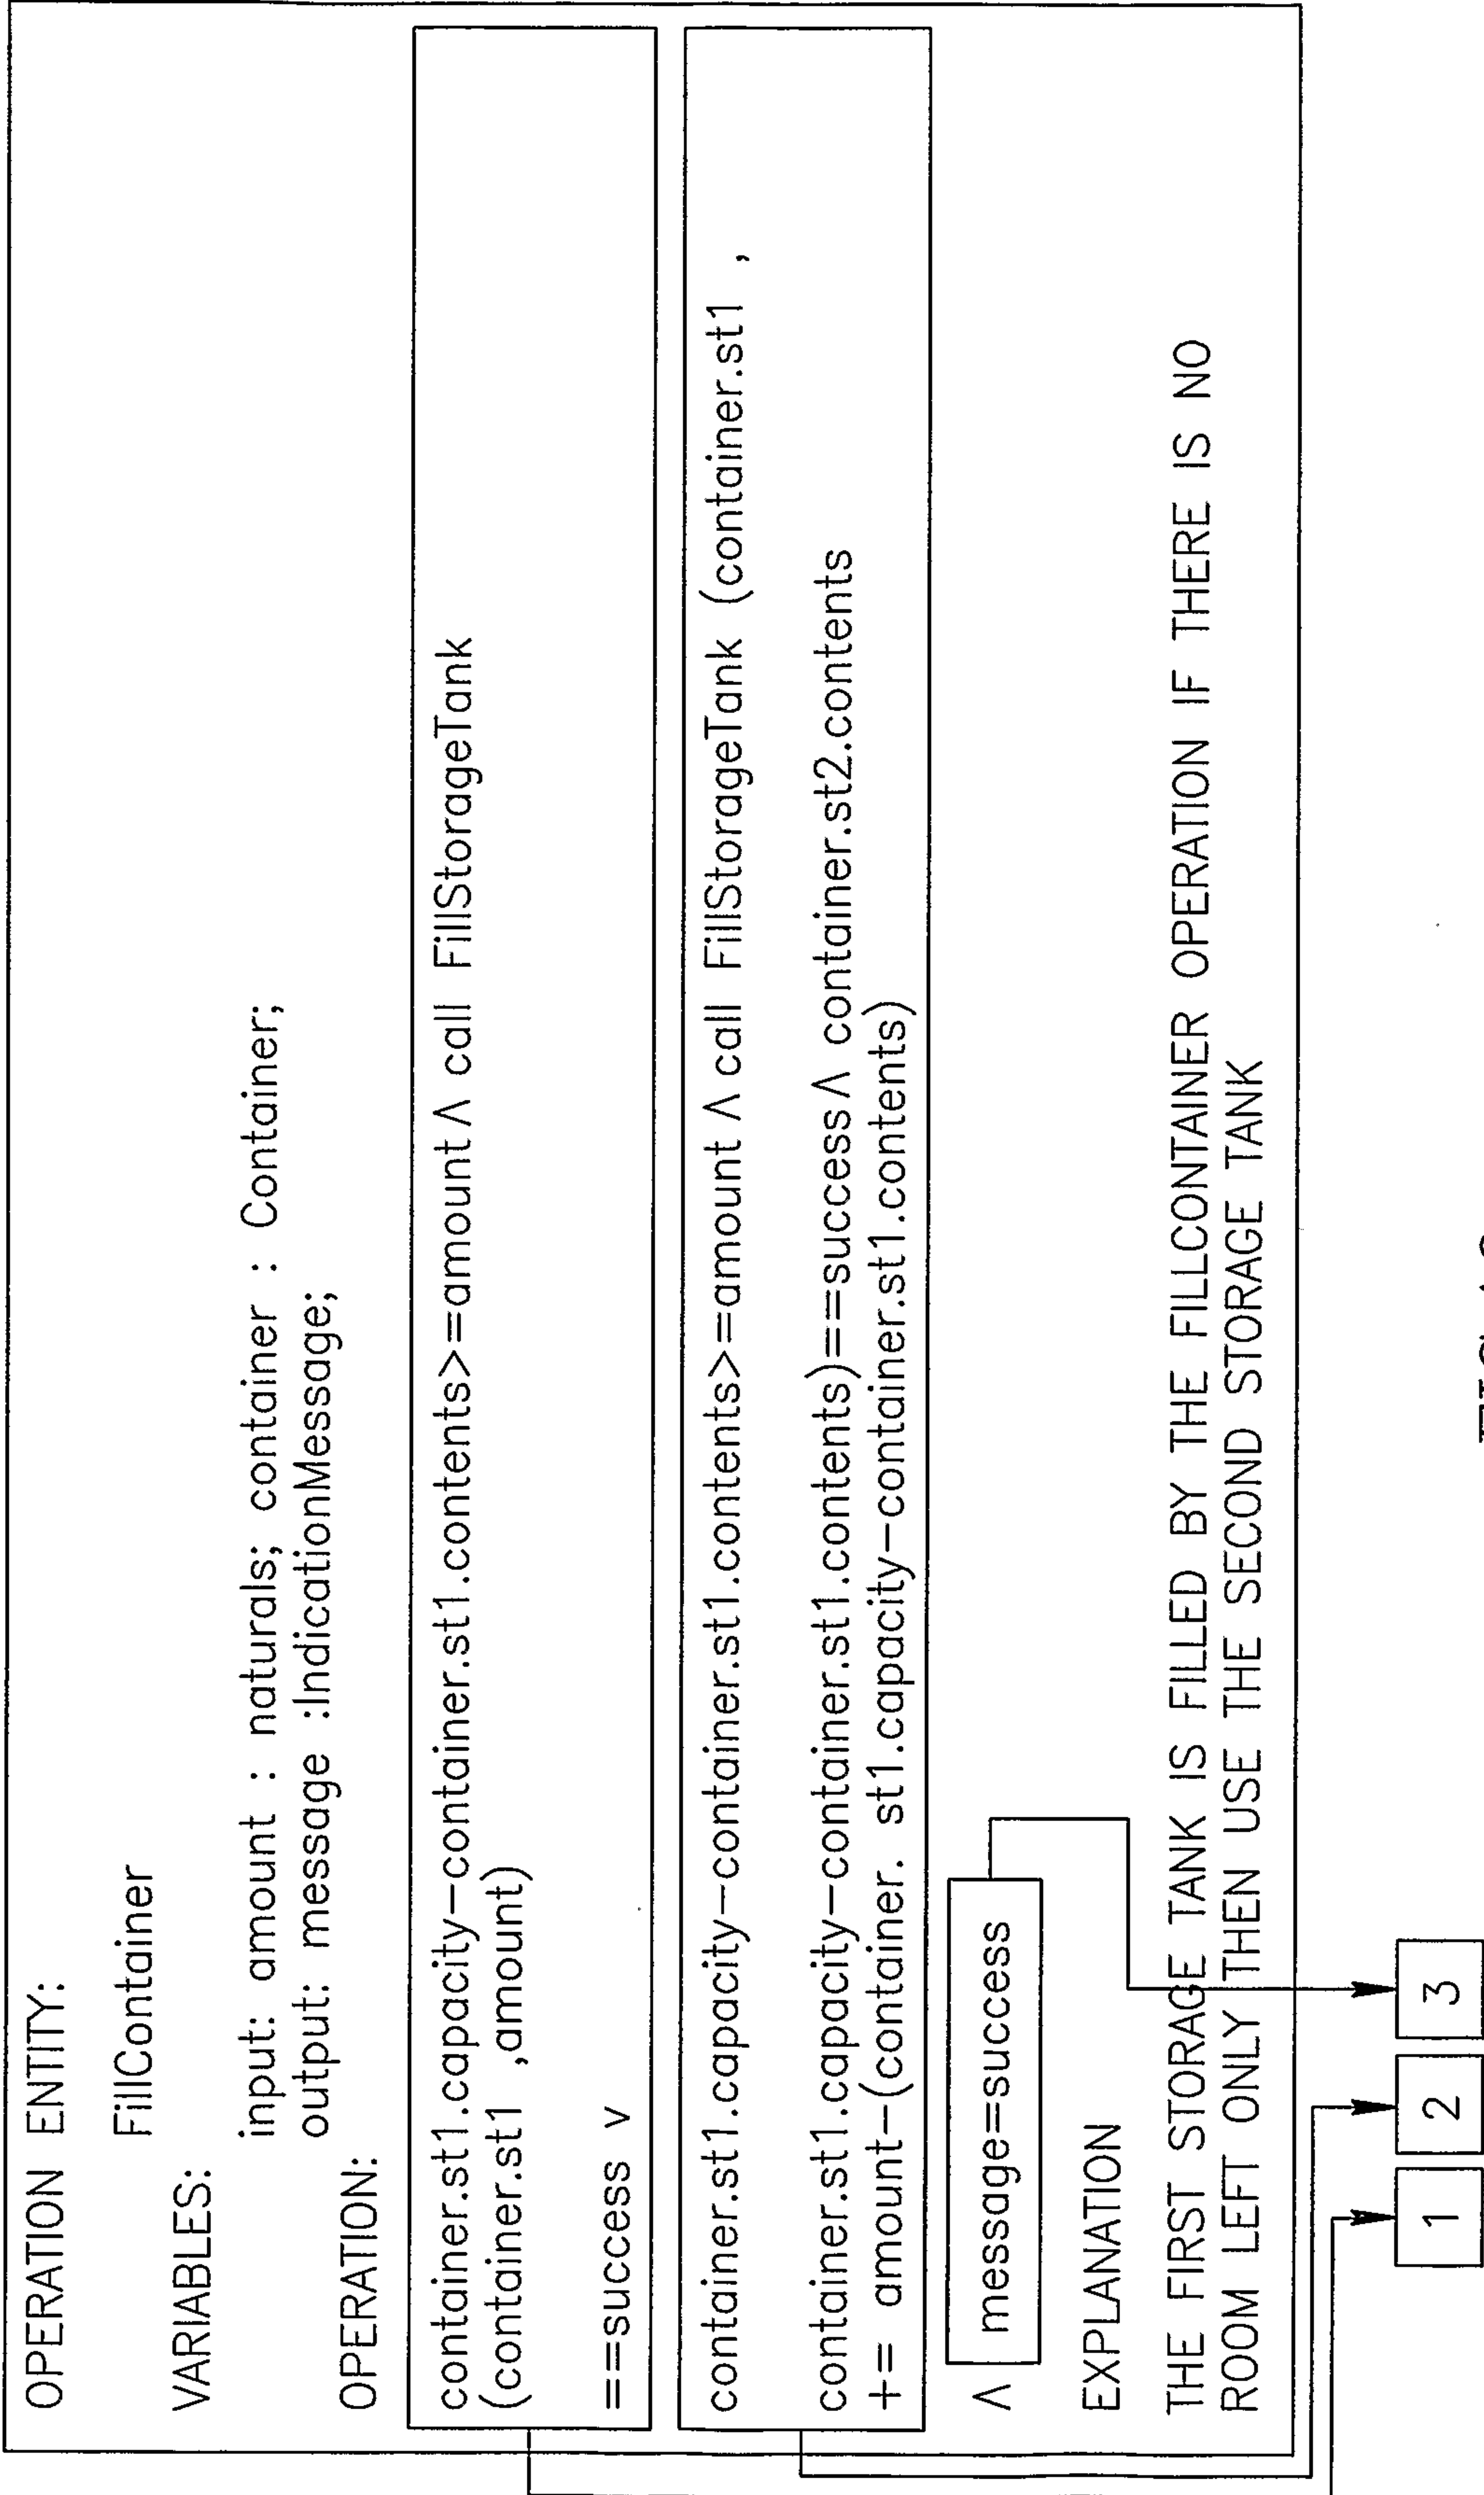 OPERATION ENTITY:
FillContainer
VARIABLES:
input: amount : naturals; container : Container;
output: message :IndicationMessage;
OPERATION:
container.st1.capacity-container.st1.contents>=amount Λ call FillStorageTank
(container.st1 ,amount)
==success v
container.st1.capacity-container.st1.contents>=amount Λ call FillStorageTank (container.st1 ,
container.st1.capacity-container.st1.contents)==success Λ container.st2.contents
+= amount-(container. st1.capacity-container.st1.contents)
Λ message=success
EXPLANATION
THE FIRST STORAGE TANK IS FILLED BY THE FILLCONTAINER OPERATION IF THERE IS NO
ROOM LEFT ONLY THEN USE THE SECOND STORAGE TANK
1 2 3